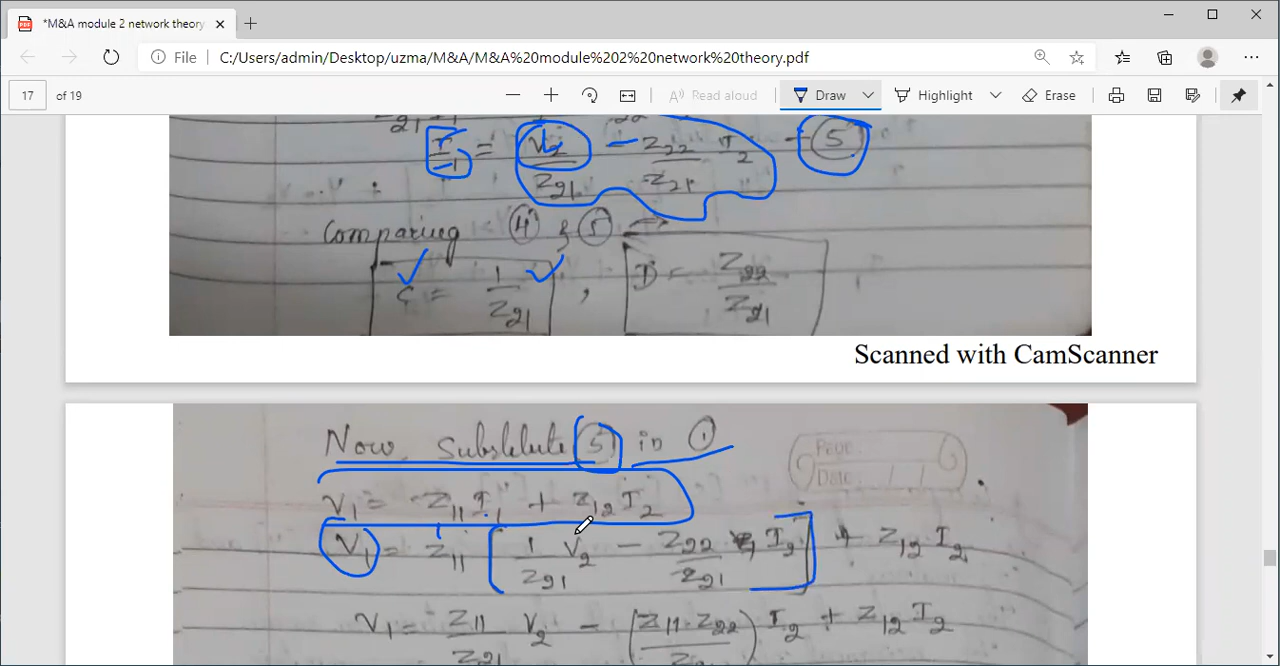 *M&A module 2 network theory
File C:/Users/admin/Desktop/uzma/M&A/M&A%20module%202%20network%20theory.pdf
17 of 19 Read aloud Draw Highlight Erase
I1 = V2/Z21 - Z22/Z21 I2 - 5
Comparing 4 & 5
C = 1/Z21 , D = Z22/Z21
Scanned with CamScanner
Now Substitute 5 in 1
Page:
Date: / /
V1 = Z11 I1 + Z12 I2
V1 = Z11 [ 1/Z21 V2 - Z22/Z21 I2 ] + Z12 I2
V1 = Z11/Z21 V2 - (Z11.Z22/Z) I2 + Z12 I2